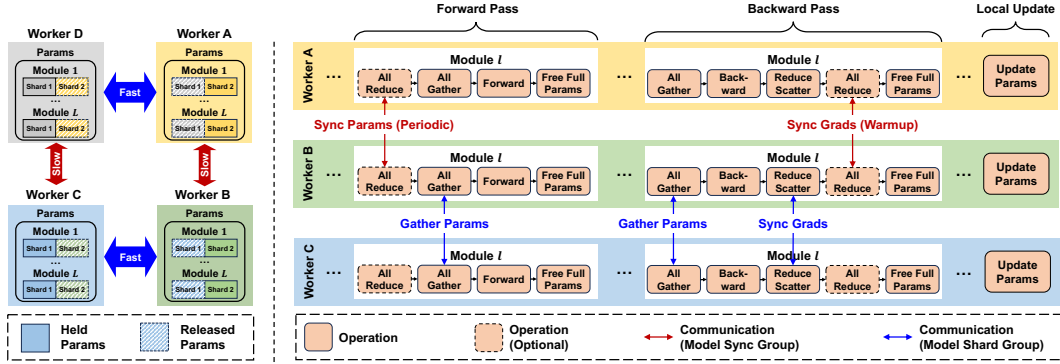 Worker D
Worker A
Params
Module 1
Shard 1 Shard 2
...
Module L
Shard 1 Shard 2
Fast
Params
Module 1
Shard 1 Shard 2
...
Module L
Shard 1 Shard 2
Slow
Slow
Worker C
Worker B
Params
Module 1
Shard 1 Shard 2
...
Module L
Shard 1 Shard 2
Fast
Params
Module 1
Shard 1 Shard 2
...
Module L
Shard 1 Shard 2
Held
Params
Released
Params
Forward Pass
Backward Pass
Local Update
Worker A
...
Module l
All
Reduce
All
Gather
Forward
Free Full
Params
...
Module l
All
Gather
Back-
ward
Reduce
Scatter
All
Reduce
Free Full
Params
...
Update
Params
Sync Params (Periodic)
Sync Grads (Warmup)
Worker B
...
Module l
All
Reduce
All
Gather
Forward
Free Full
Params
...
Module l
All
Gather
Back-
ward
Reduce
Scatter
All
Reduce
Free Full
Params
...
Update
Params
Gather Params
Gather Params
Sync Grads
Worker C
...
Module l
All
Reduce
All
Gather
Forward
Free Full
Params
...
Module l
All
Gather
Back-
ward
Reduce
Scatter
All
Reduce
Free Full
Params
...
Update
Params
Operation
Operation
(Optional)
Communication
(Model Sync Group)
Communication
(Model Shard Group)